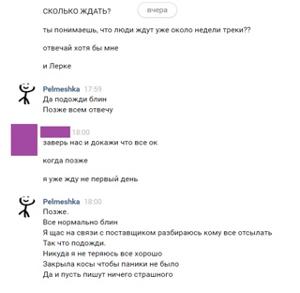 СКОЛЬКО ЖДАТЬ?
вчера
ты понимаешь, что люди ждут уже около недели треки??
отвечай хотя бы мне
и Лерке
Pelmeshka 17:59
Да подожди блин
Позже всем отвечу
18:00
заверь нас и докажи что все ок
когда позже
я уже жду не первый день
Pelmeshka 18:00
Позже.
Все нормально блин
Я щас на связи с поставщиком разбираюсь кому все отсылать
Так что подожди.
Никуда я не теряюсь все хорошо
Закрыла косы чтобы паники не было
Да и пусть пишут ничего страшного